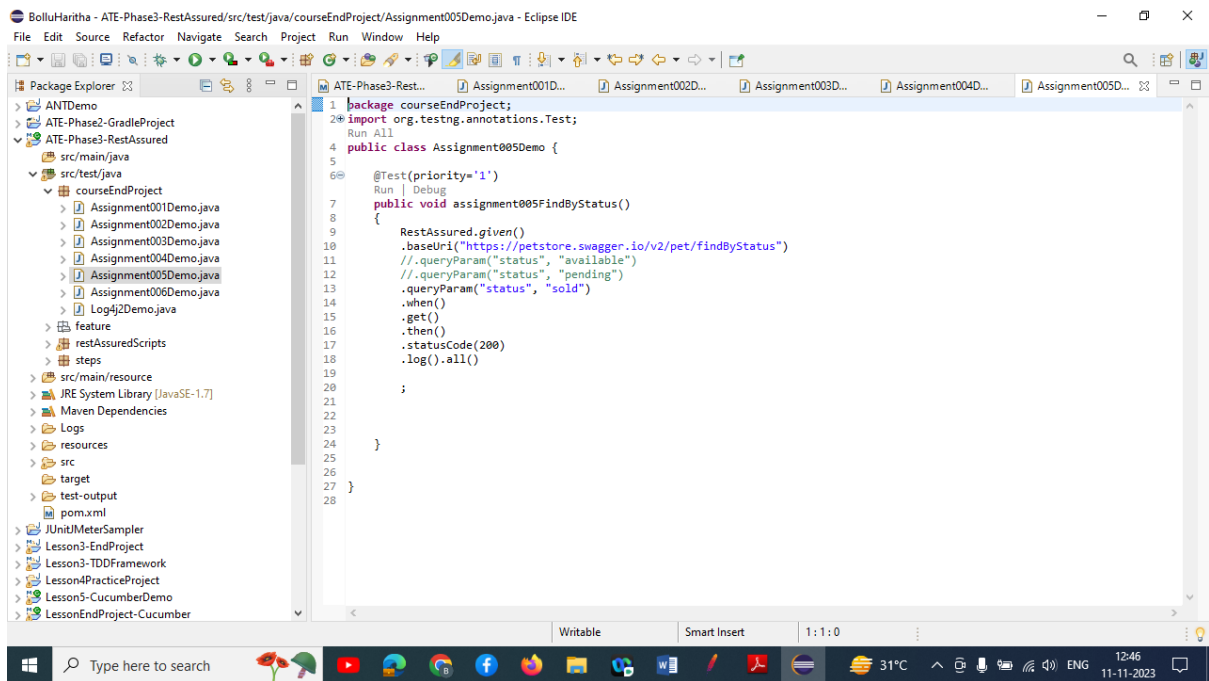 BolluHaritha - ATE-Phase3-RestAssured/src/test/java/courseEndProject/Assignment005Demo.java - Eclipse IDE
File Edit Source Refactor Navigate Search Project Run Window Help
Package Explorer
ATE-Phase3-Rest...
Assignment001D...
Assignment002D...
Assignment003D...
Assignment004D...
Assignment005D...
ANTDemo
ATE-Phase2-GradleProject
ATE-Phase3-RestAssured
src/main/java
src/test/java
courseEndProject
Assignment001Demo.java
Assignment002Demo.java
Assignment003Demo.java
Assignment004Demo.java
Assignment005Demo.java
Assignment006Demo.java
Log4j2Demo.java
feature
restAssuredScripts
steps
src/main/resource
JRE System Library [JavaSE-1.7]
Maven Dependencies
Logs
resources
src
target
test-output
pom.xml
JUnitJMeterSampler
Lesson3-EndProject
Lesson3-TDDFramework
Lesson4PracticeProject
Lesson5-CucumberDemo
LessonEndProject-Cucumber
1 package courseEndProject;
2 import org.testng.annotations.Test;
Run All
4 public class Assignment005Demo {
5
6 @Test(priority='1')
Run | Debug
7 public void assignment005FindByStatus()
8 {
9 RestAssured.given()
10 .baseUri("https://petstore.swagger.io/v2/pet/findByStatus")
11 //.queryParam("status", "available")
12 //.queryParam("status", "pending")
13 .queryParam("status", "sold")
14 .when()
15 .get()
16 .then()
17 .statusCode(200)
18 .log().all()
19
20 ;
21
22
23
24 }
25
26
27 }
28
Writable
Smart Insert
1 : 1 : 0
Type here to search
31°C
ENG
12:46
11-11-2023